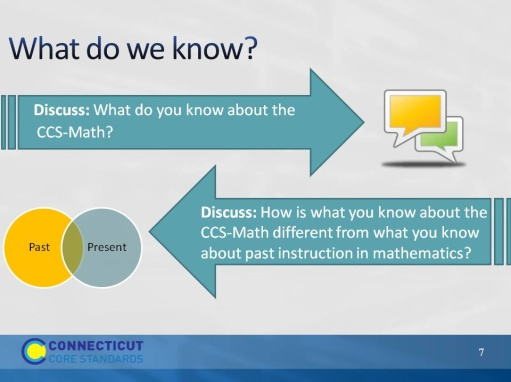 What do we know?
Discuss: What do you know about the
CCS-Math?
Discuss: How is what you know about the
CCS-Math different from what you know
about past instruction in mathematics?
Past
Present
CONNECTICUT
CORE STANDARDS
7